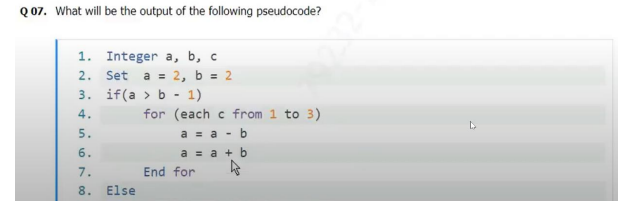 Q 07. What will be the output of the following pseudocode?
1. Integer a, b, c
2. Set a = 2, b = 2
3. if(a > b - 1)
4. for (each c from 1 to 3)
5. a = a - b
6. a = a + b
7. End for
8. Else